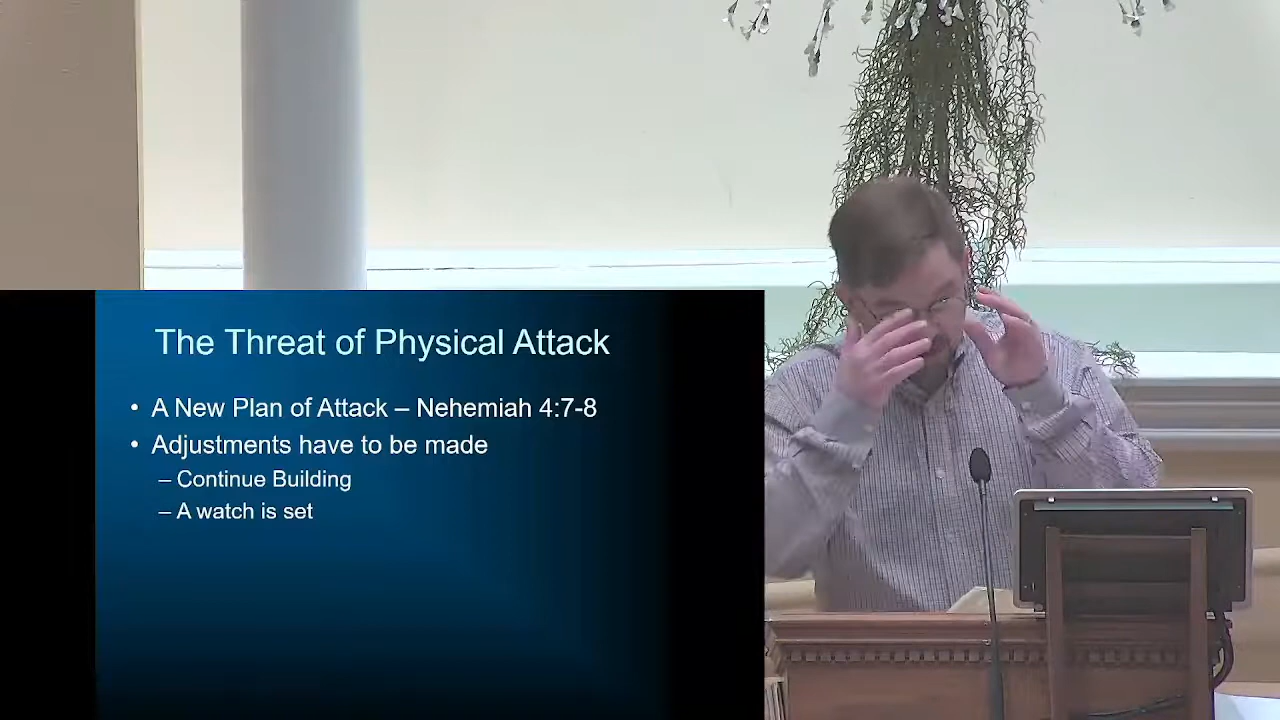 The Threat of Physical Attack
• A New Plan of Attack – Nehemiah 4:7-8
• Adjustments have to be made
– Continue Building
– A watch is set